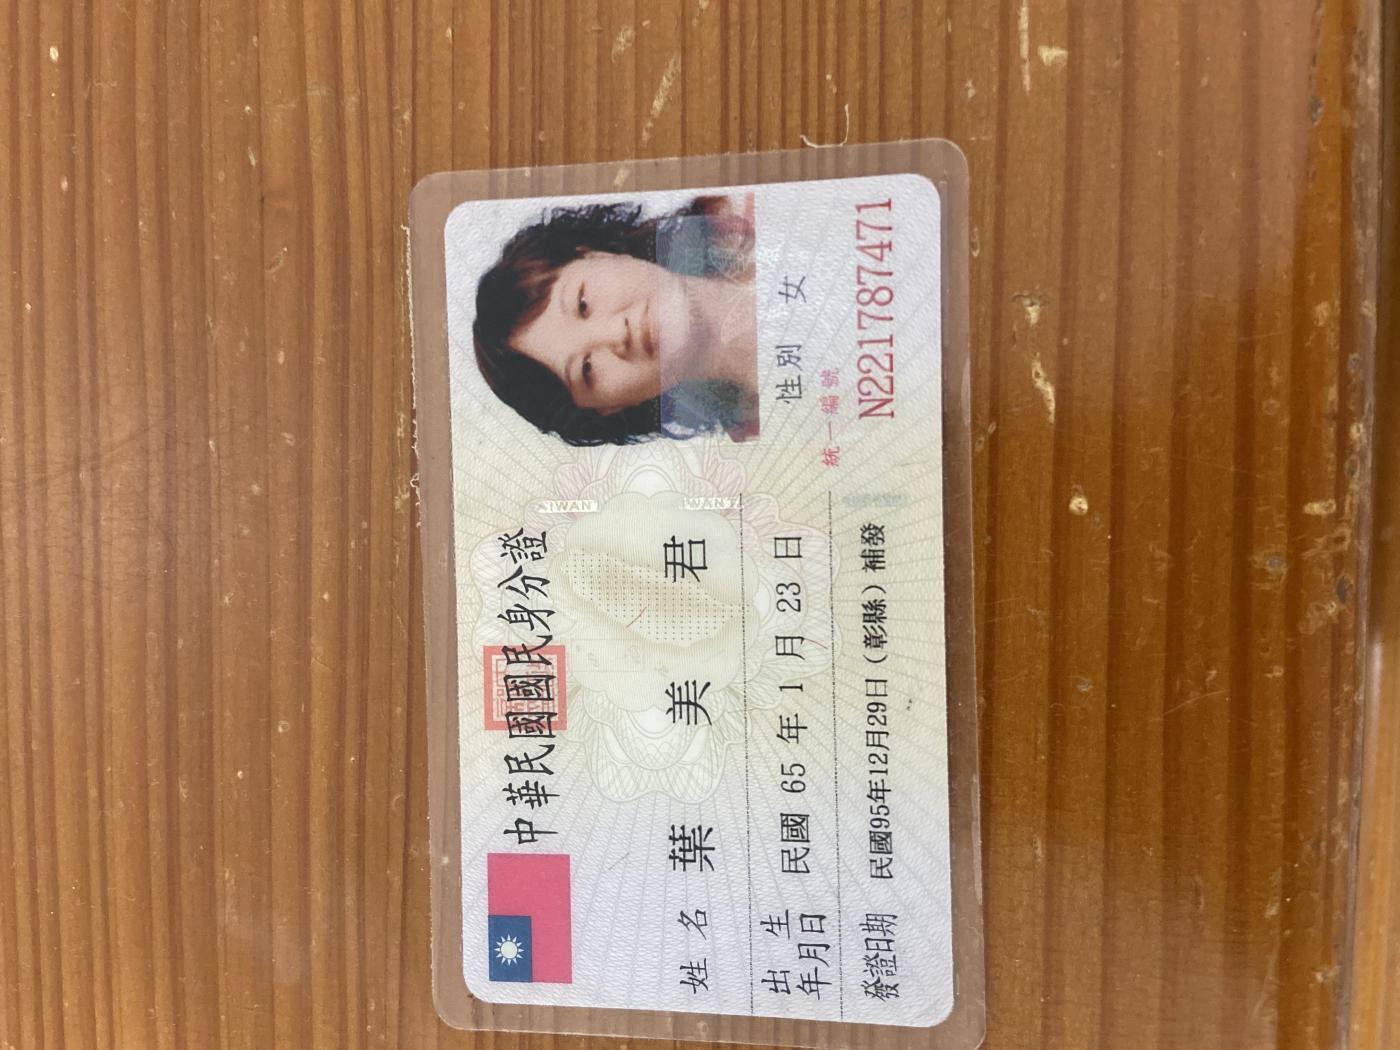 中華民國國民身分證
姓名 葉美君
出生年月日 民國 65 年 1 月 23 日
性別 女
發證日期 民國95年12月29日（彰縣）補發
統一編號
N221787471
TAIWAN